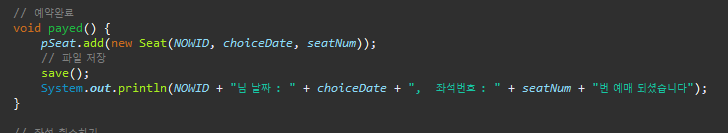 // 예약완료
void payed() {
pSeat.add(new Seat(NOWID, choiceDate, seatNum));
// 파일 저장
save();
System.out.println(NOWID + "님 날짜 : " + choiceDate + ",  좌석번호 : " + seatNum + "번 예매 되셨습니다");
}